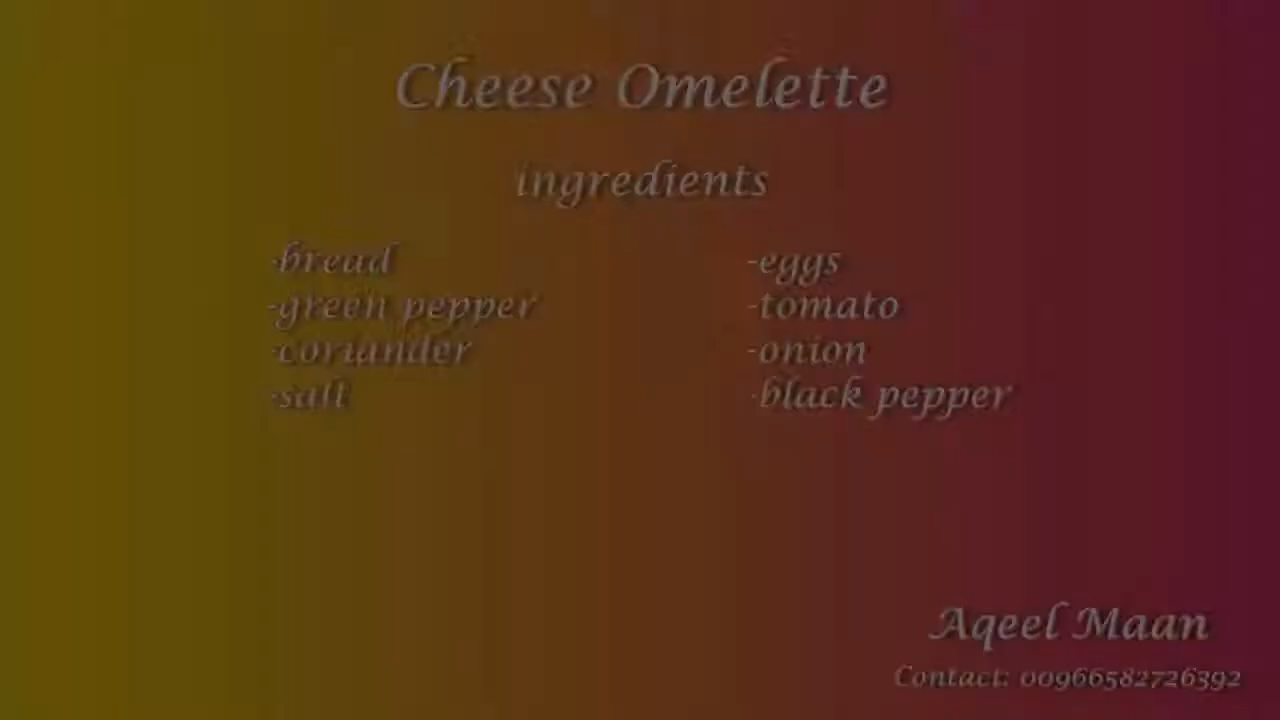 Cheese Omelette
ingredients
-bread
-green pepper
-coriander
-salt
-eggs
-tomato
-onion
-black pepper
Aqeel Maan
Contact: 00966582726392